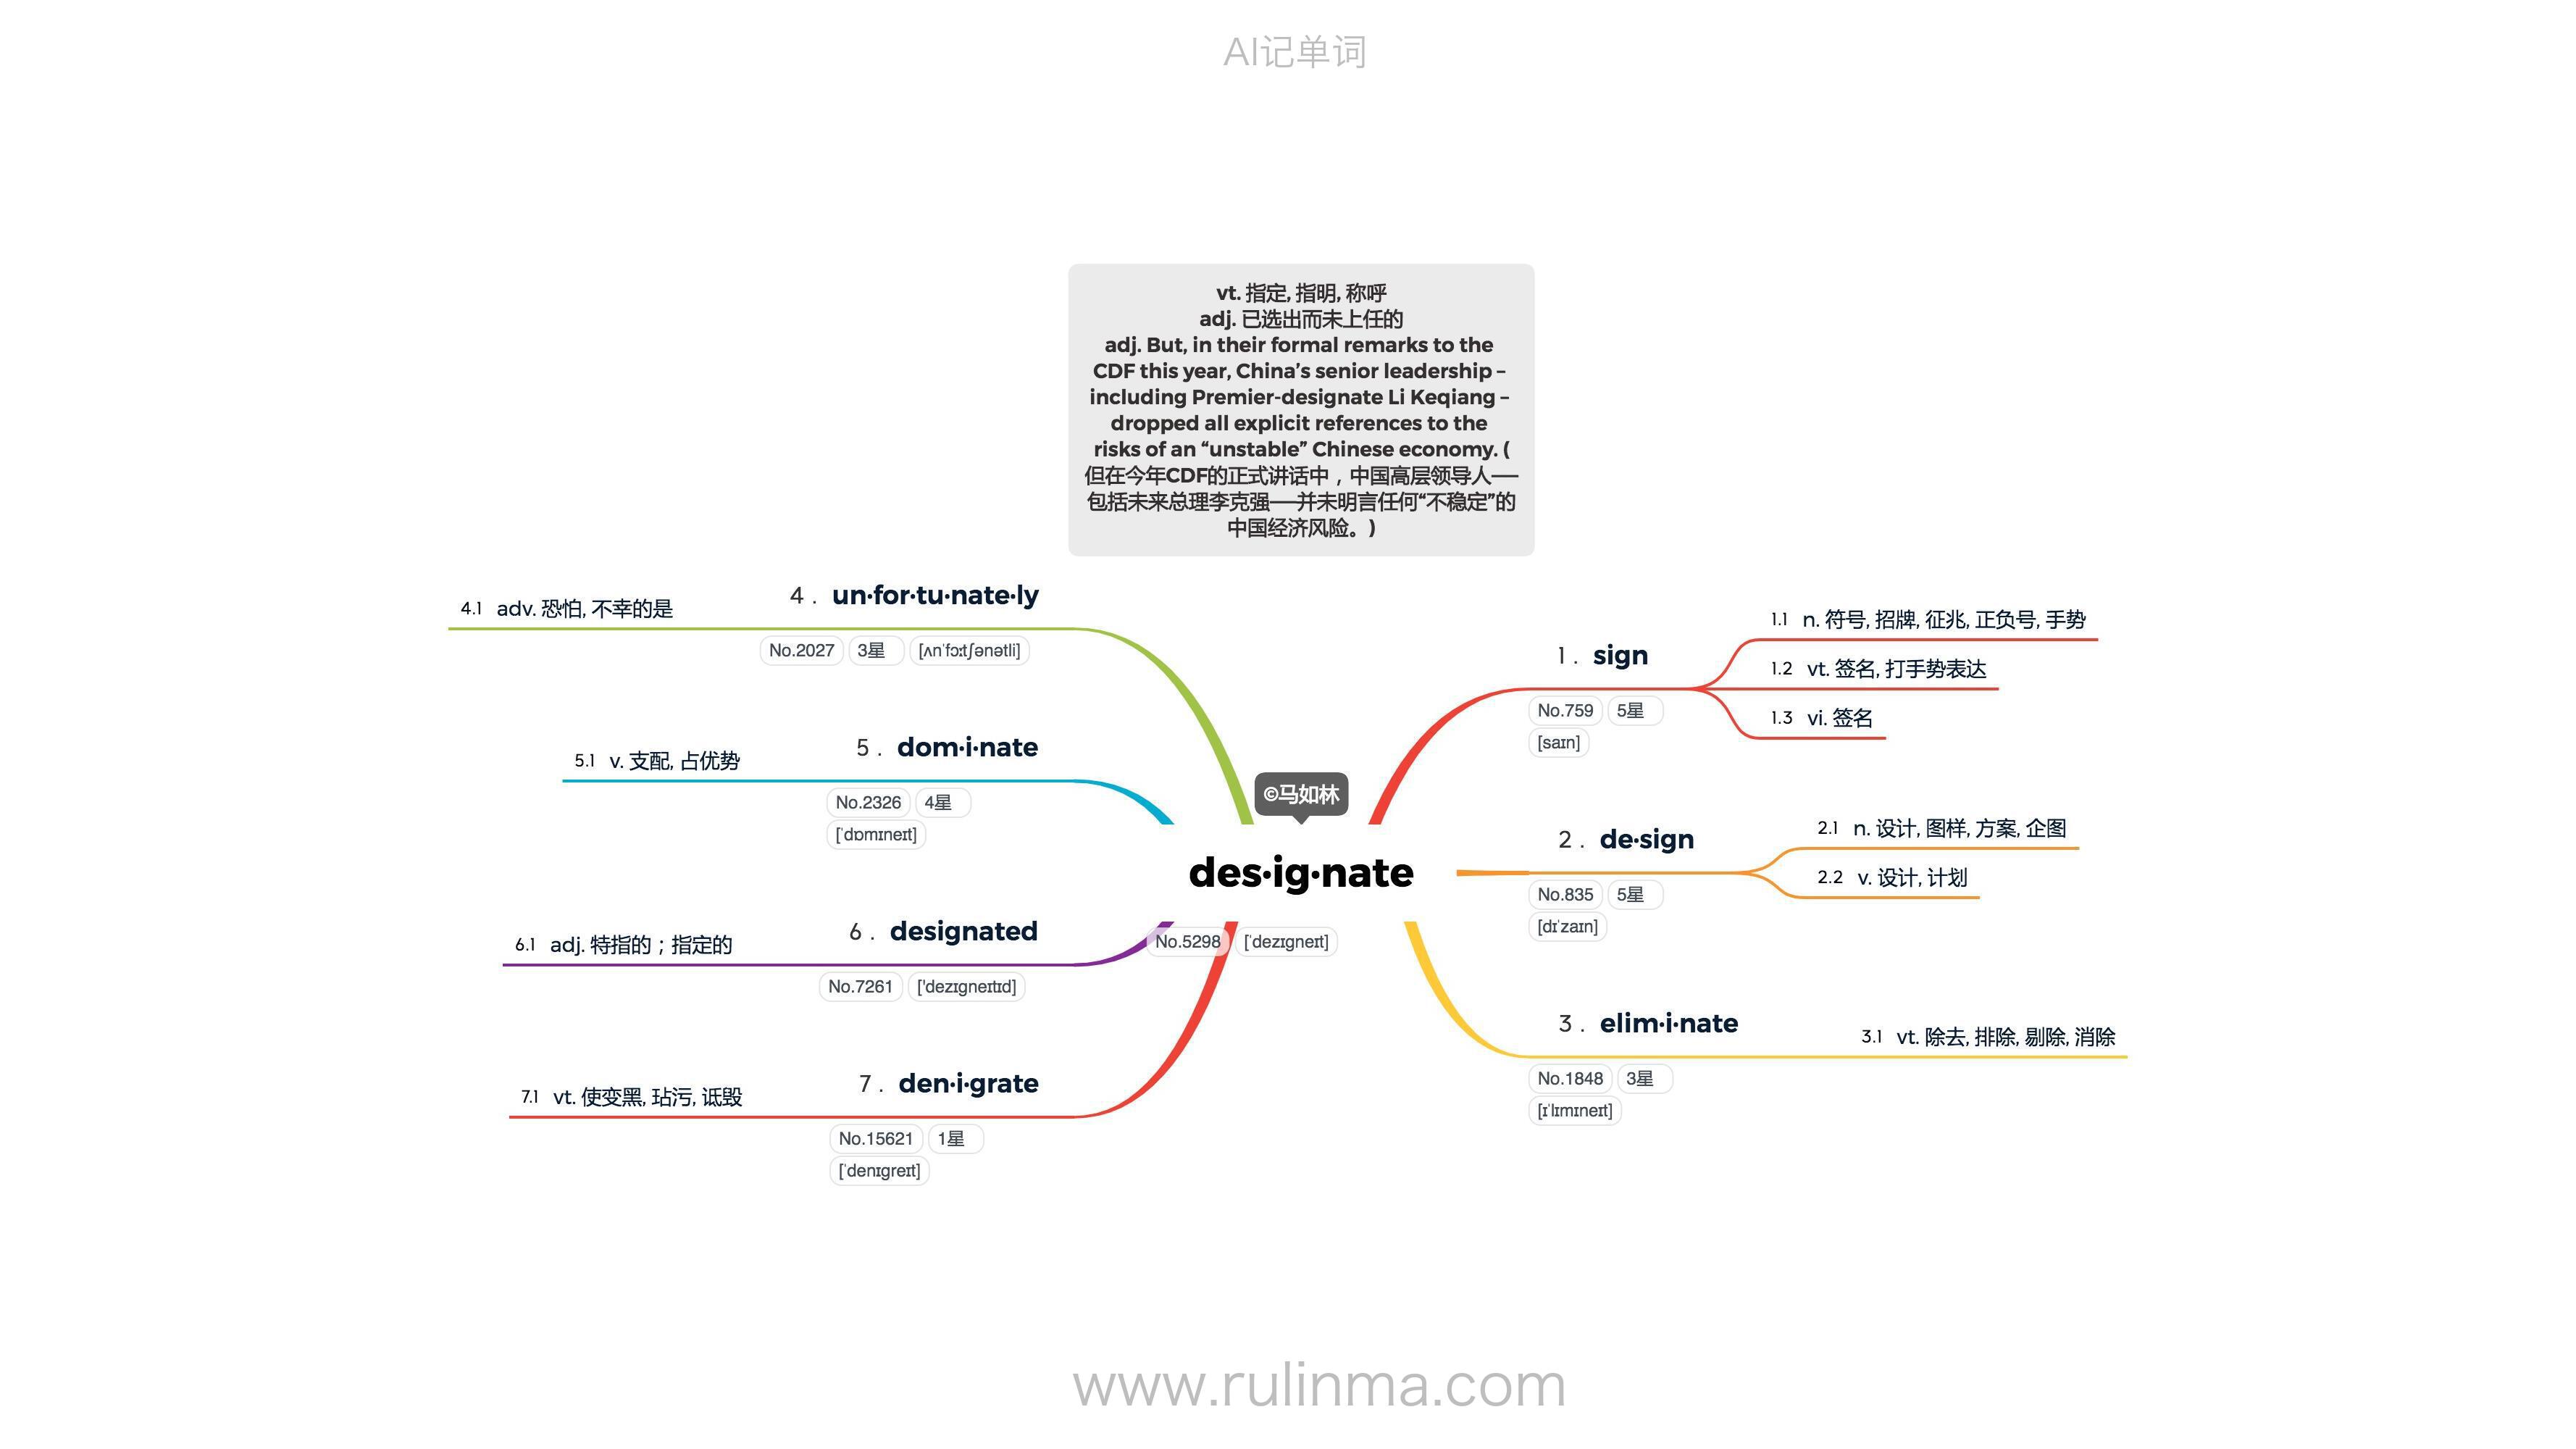 AI记单词
vt. 指定, 指明, 称呼
adj. 已选出而未上任的
adj. But, in their formal remarks to the
CDF this year, China’s senior leadership –
including Premier-designate Li Keqiang –
dropped all explicit references to the
risks of an “unstable” Chinese economy. (
但在今年CDF的正式讲话中，中国高层领导人——
包括未来总理李克强——并未明言任何“不稳定”的
中国经济风险。)
©马如林
des·ig·nate
No.5298 [ˈdezɪgneɪt]
1. sign
No.759 5星
[saɪn]
1.1 n. 符号, 招牌, 征兆, 正负号, 手势
1.2 vt. 签名, 打手势表达
1.3 vi. 签名
2. de·sign
No.835 5星
[dɪˈzaɪn]
2.1 n. 设计, 图样, 方案, 企图
2.2 v. 设计, 计划
3. elim·i·nate
No.1848 3星
[ɪˈlɪmɪneɪt]
3.1 vt. 除去, 排除, 剔除, 消除
4. un·for·tu·nate·ly
No.2027 3星 [ʌnˈfɔːtʃənətli]
4.1 adv. 恐怕, 不幸的是
5. dom·i·nate
No.2326 4星
[ˈdɒmɪneɪt]
5.1 v. 支配, 占优势
6. designated
No.7261 ['dezɪgneɪtɪd]
6.1 adj. 特指的；指定的
7. den·i·grate
No.15621 1星
[ˈdenɪgreɪt]
7.1 vt. 使变黑, 玷污, 诋毁
www.rulinma.com